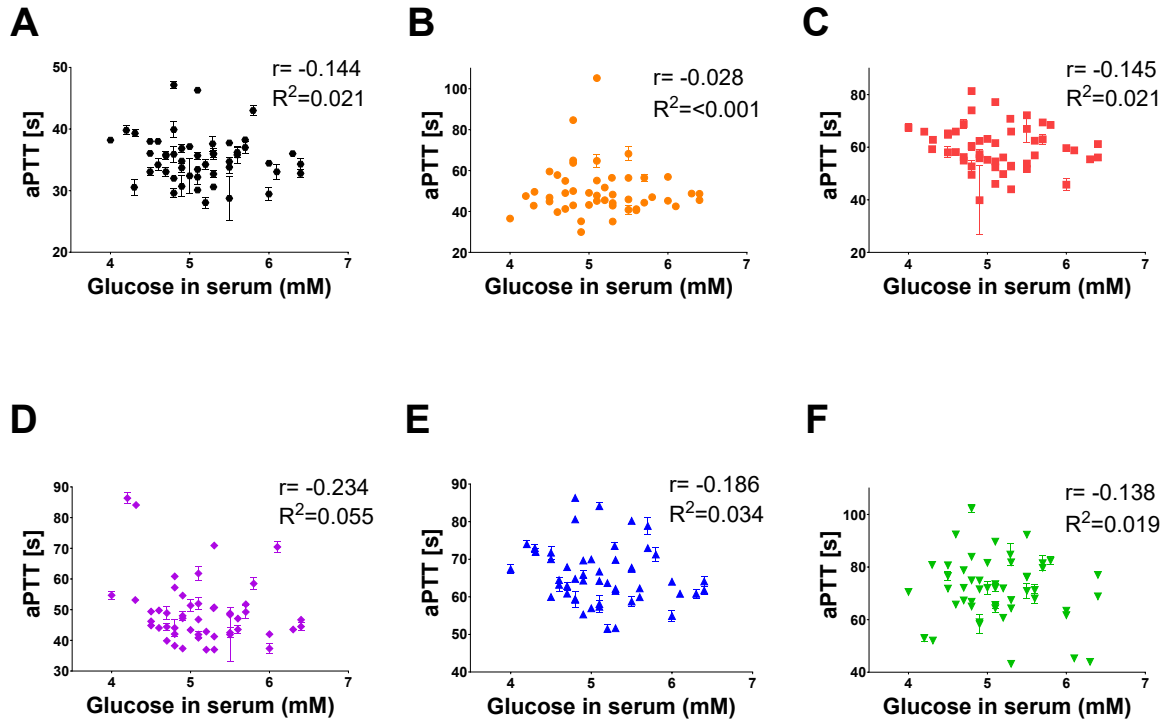 A
r= -0.144
R²=0.021
aPTT [s]
50
40
30
20
4 5 6 7
Glucose in serum (mM)
B
r= -0.028
R²=<0.001
aPTT [s]
100
80
60
40
20
4 5 6 7
Glucose in serum (mM)
C
r= -0.145
R²=0.021
aPTT [s]
80
60
40
20
4 5 6 7
Glucose in serum (mM)
D
r= -0.234
R²=0.055
aPTT [s]
90
80
70
60
50
40
30
4 5 6 7
Glucose in serum (mM)
E
r= -0.186
R²=0.034
aPTT [s]
90
80
70
60
50
40
4 5 6 7
Glucose in serum (mM)
F
r= -0.138
R²=0.019
aPTT [s]
100
80
60
40
4 5 6 7
Glucose in serum (mM)